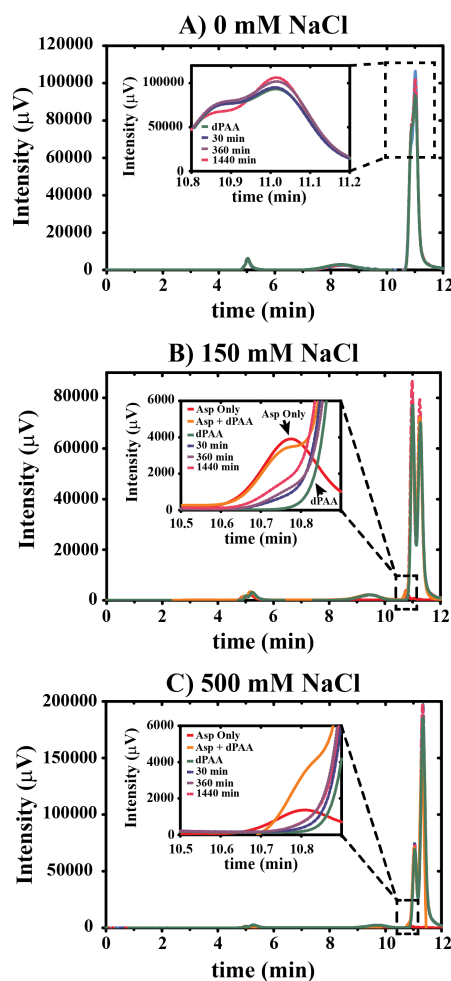 A) 0 mM NaCl
120000
100000
80000
60000
40000
20000
0
Intensity (μV)
0 2 4 6 8 10 12
time (min)
100000
50000
0
Intensity (μV)
dPAA
30 min
360 min
1440 min
10.8 10.9 11.0 11.1 11.2
time (min)
B) 150 mM NaCl
80000
60000
40000
20000
0
Intensity (μV)
0 2 4 6 8 10 12
time (min)
6000
4000
2000
0
Intensity (μV)
Asp Only
Asp + dPAA
dPAA
30 min
360 min
1440 min
Asp Only
dPAA
10.5 10.6 10.7 10.8
time (min)
C) 500 mM NaCl
200000
150000
100000
50000
0
Intensity (μV)
0 2 4 6 8 10 12
time (min)
6000
4000
2000
0
Intensity (μV)
Asp Only
Asp + dPAA
dPAA
30 min
360 min
1440 min
10.5 10.6 10.7 10.8
time (min)